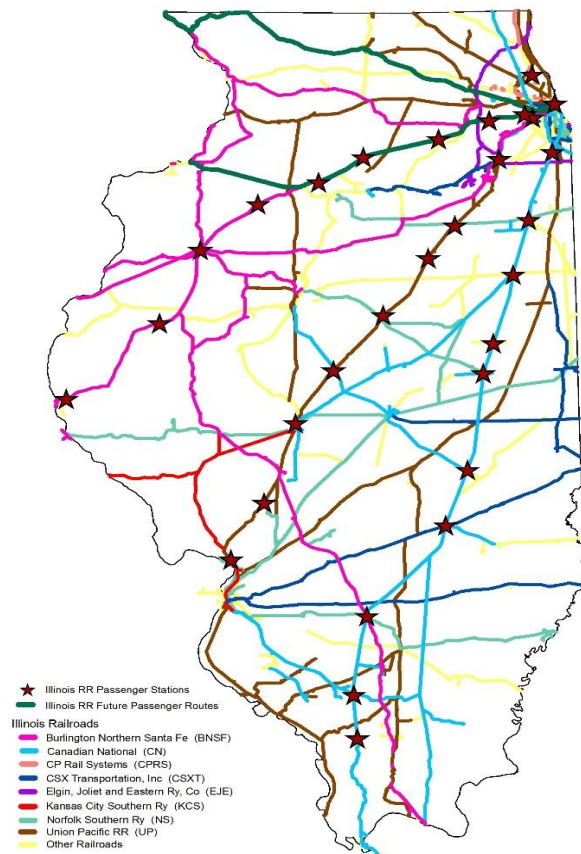 Illinois RR Passenger Stations
Illinois RR Future Passenger Routes
Illinois Railroads
Burlington Northern Santa Fe (BNSF)
Canadian National (CN)
CP Rail Systems (CPRS)
CSX Transportation, Inc (CSXT)
Elgin, Joliet and Eastern Ry, Co (EJE)
Kansas City Southern Ry (KCS)
Norfolk Southern Ry (NS)
Union Pacific RR (UP)
Other Railroads